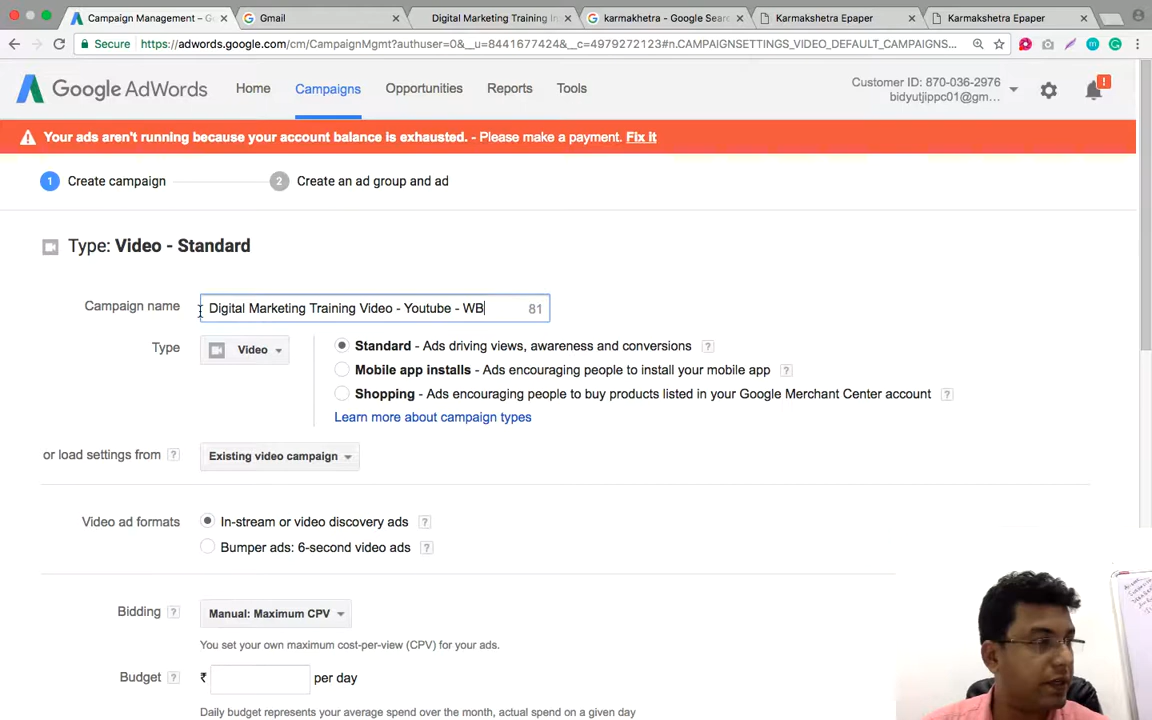 Campaign Management – G
Gmail
Digital Marketing Training In
karmakhetra - Google Sear
Karmakshetra Epaper
Karmakshetra Epaper
Secure https://adwords.google.com/cm/CampaignMgmt?authuser=0&__u=8441677424&__c=4979272123#n.CAMPAIGNSETTINGS_VIDEO_DEFAULT_CAMPAIGNS...
Google AdWords
Home
Campaigns
Opportunities
Reports
Tools
Customer ID: 870-036-2976
bidyutjippc01@gm...
!
Your ads aren't running because your account balance is exhausted. - Please make a payment. Fix it
1 Create campaign
2 Create an ad group and ad
Type: Video - Standard
Campaign name
Digital Marketing Training Video - Youtube - WB
81
Type
Video
Standard - Ads driving views, awareness and conversions ?
Mobile app installs - Ads encouraging people to install your mobile app ?
Shopping - Ads encouraging people to buy products listed in your Google Merchant Center account ?
Learn more about campaign types
or load settings from ? Existing video campaign
Video ad formats
In-stream or video discovery ads ?
Bumper ads: 6-second video ads ?
Bidding ? Manual: Maximum CPV
You set your own maximum cost-per-view (CPV) for your ads.
Budget ? ₹ per day
Daily budget represents your average spend over the month, actual spend on a given day